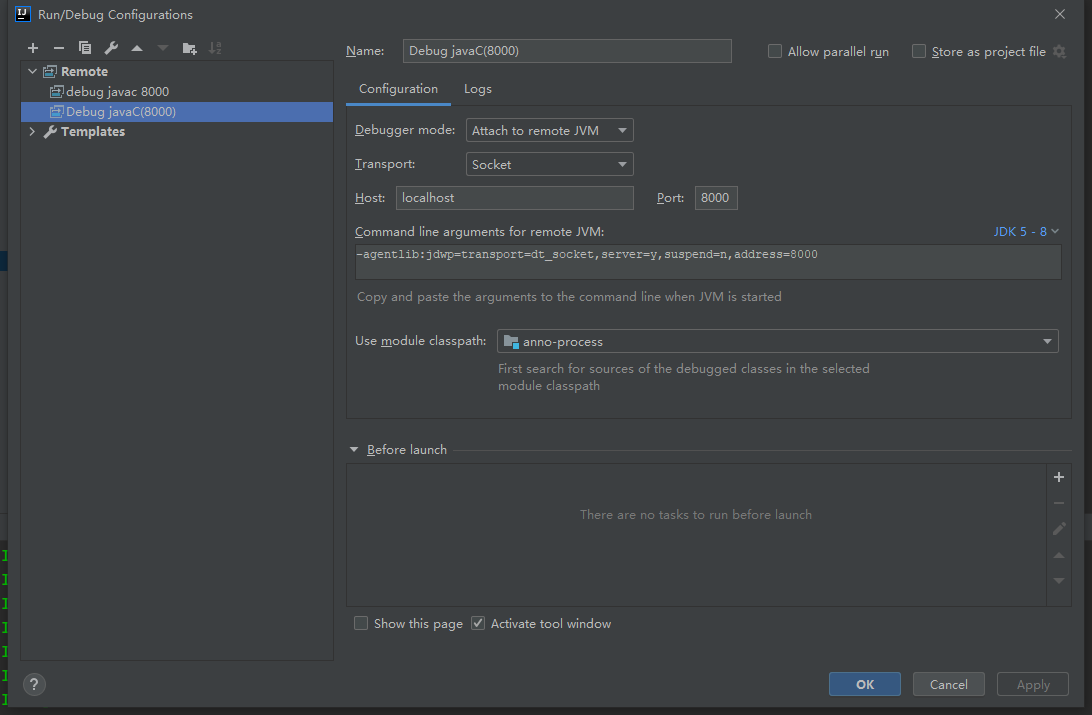 Run/Debug Configurations
Remote
debug javac 8000
Debug javaC(8000)
Templates
Name: Debug javaC(8000) Allow parallel run Store as project file
Configuration Logs
Debugger mode: Attach to remote JVM
Transport: Socket
Host: localhost Port: 8000
Command line arguments for remote JVM: JDK 5 - 8
-agentlib:jdwp=transport=dt_socket,server=y,suspend=n,address=8000
Copy and paste the arguments to the command line when JVM is started
Use module classpath: anno-process
First search for sources of the debugged classes in the selected
module classpath
Before launch
There are no tasks to run before launch
Show this page Activate tool window
? OK Cancel Apply